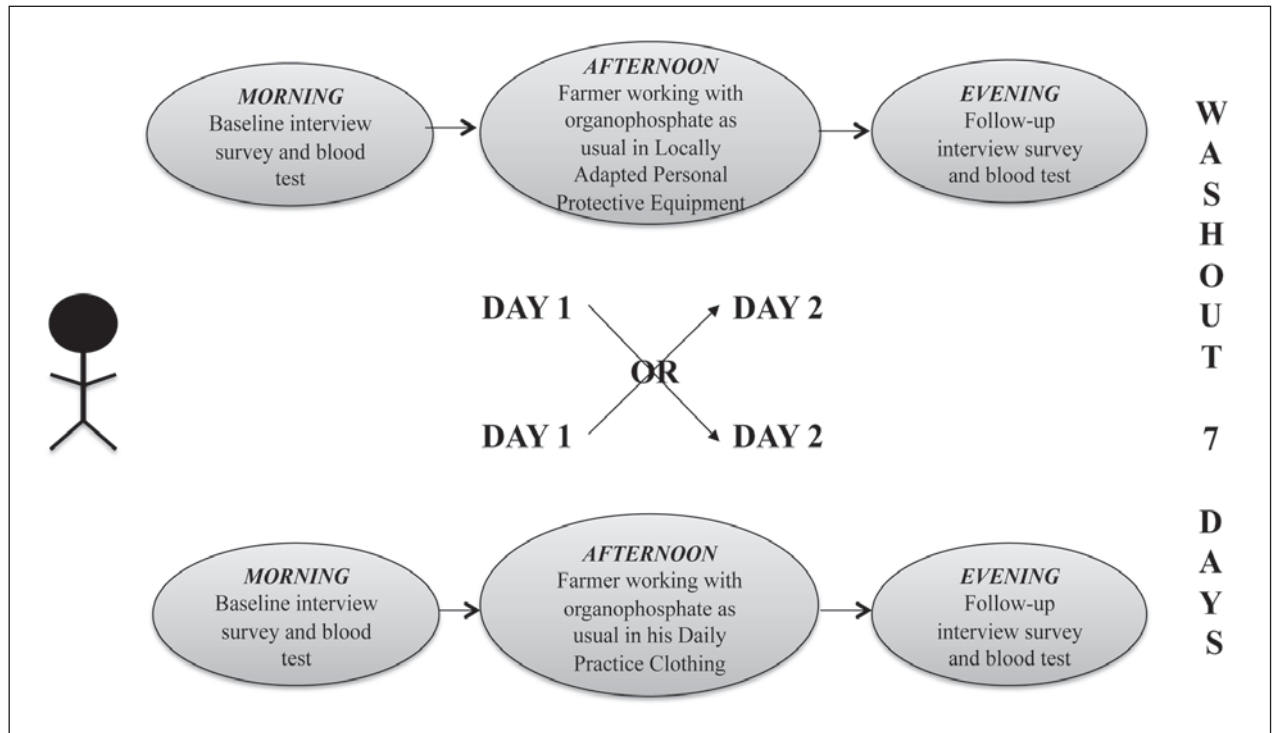 MORNING
Baseline interview
survey and blood
test
AFTERNOON
Farmer working with
organophosphate as
usual in Locally
Adapted Personal
Protective Equipment
EVENING
Follow-up
interview survey
and blood test
DAY 1
DAY 2
OR
DAY 1
DAY 2
MORNING
Baseline interview
survey and blood
test
AFTERNOON
Farmer working with
organophosphate as
usual in his Daily
Practice Clothing
EVENING
Follow-up
interview survey
and blood test
WASHOUT 7 DAYS